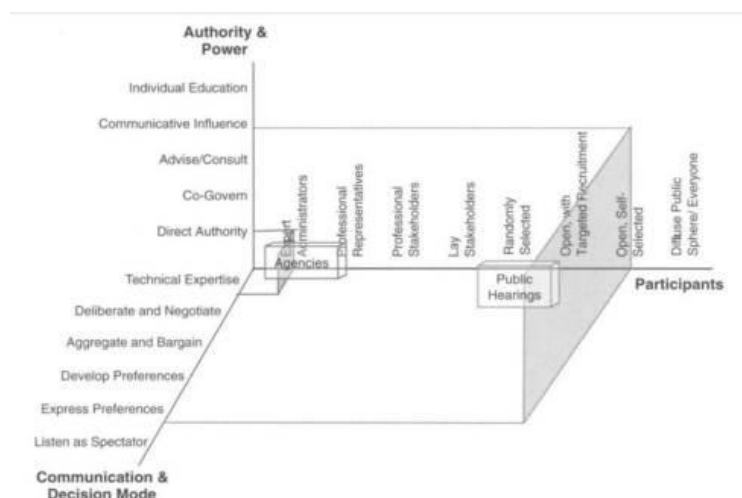 Authority &
Power
Individual Education
Communicative Influence
Advise/Consult
Co-Govern
Direct Authority
Expert
Administrators
Professional
Representatives
Professional
Stakeholders
Lay
Stakeholders
Randomly
Selected
Open, with
Targeted Recruitment
Open, Self-
Selected
Diffuse Public
Sphere/ Everyone
Participants
Agencies
Public
Hearings
Technical Expertise
Deliberate and Negotiate
Aggregate and Bargain
Develop Preferences
Express Preferences
Listen as Spectator
Communication &
Decision Mode